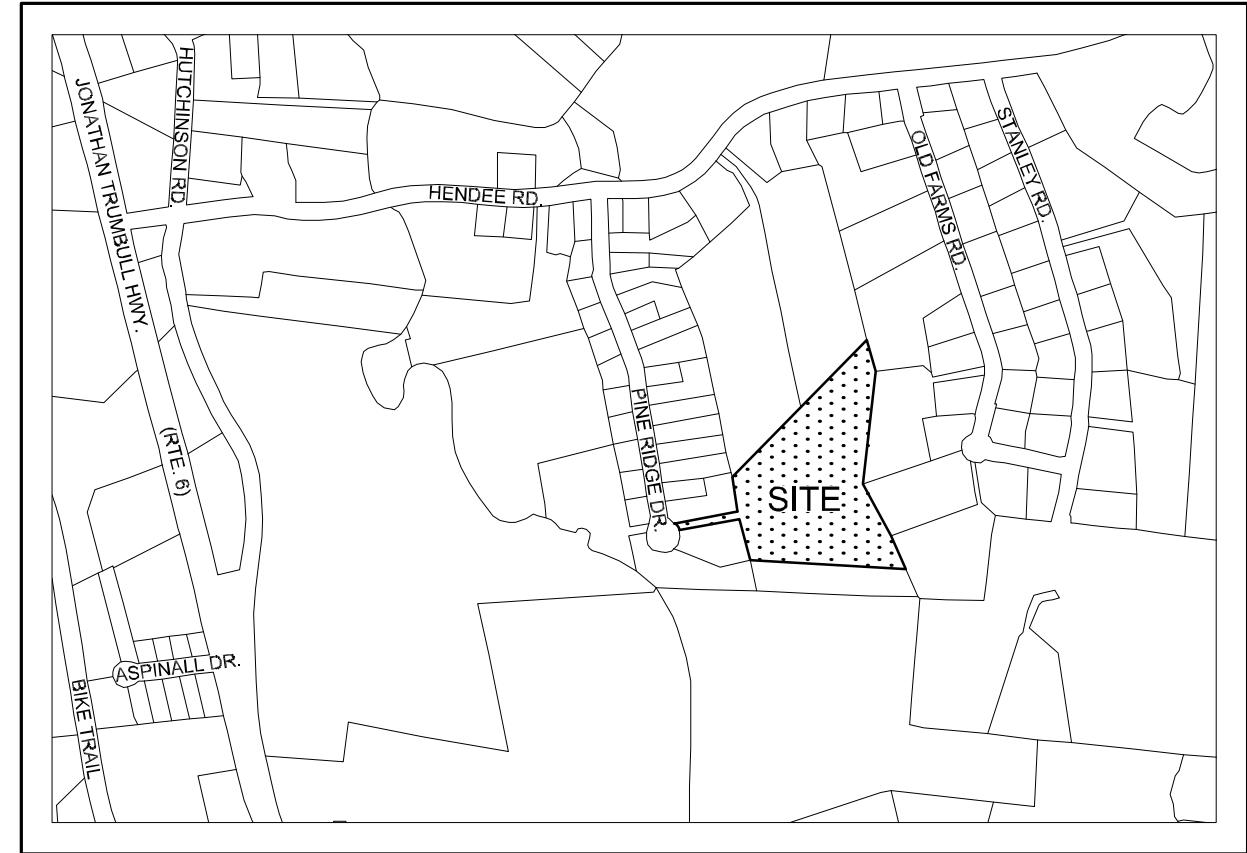 HUTCHINSON RD.
JONATHAN TRUMBULL HWY.
(RTE. 6)
HENDEE RD.
OLD FARMS RD.
STANLEY RD.
PINE RIDGE DR.
SITE
ASPINALL DR.
BIKE TRAIL